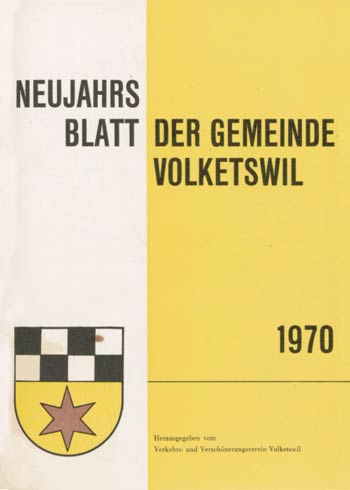 NEUJAHRS
BLATT DER GEMEINDE
VOLKETSWIL
1970
Herausgegeben vom
Verkehrs- und Verschönerungsverein Volketswil